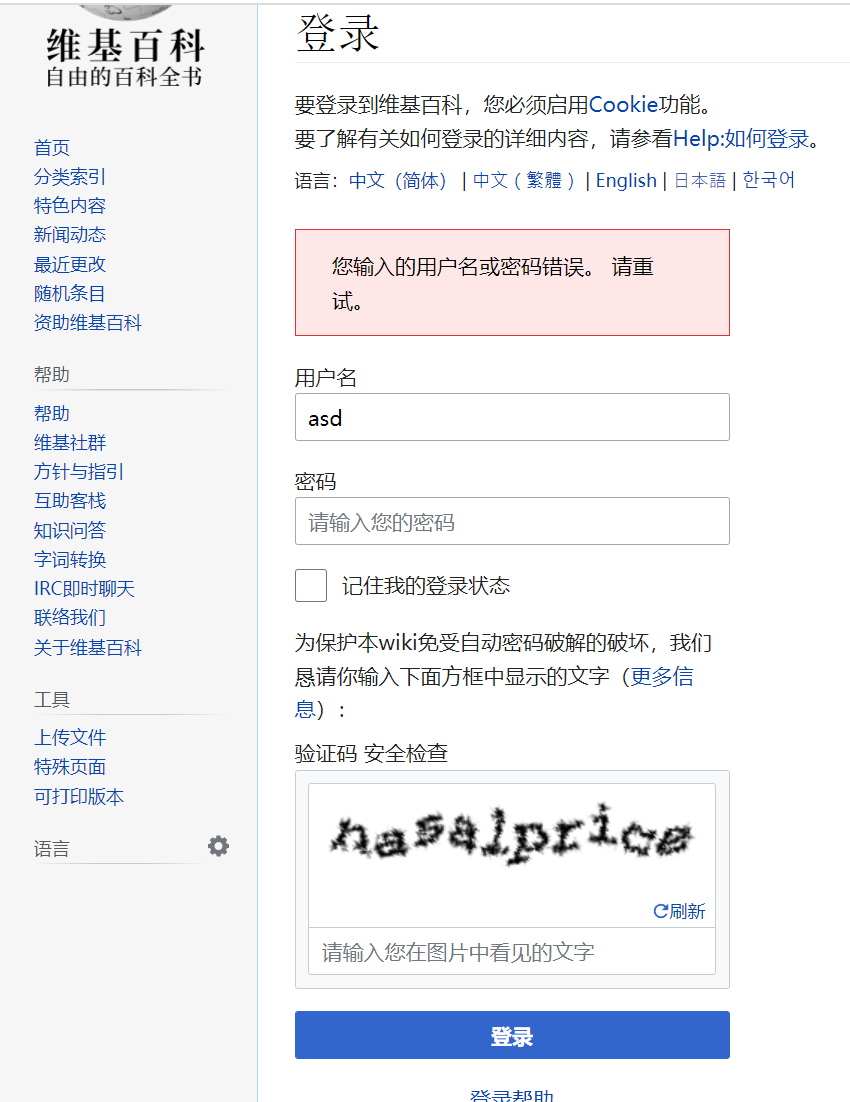 维基百科
自由的百科全书
首页
分类索引
特色内容
新闻动态
最近更改
随机条目
资助维基百科
帮助
帮助
维基社群
方针与指引
互助客栈
知识问答
字词转换
IRC即时聊天
联络我们
关于维基百科
工具
上传文件
特殊页面
可打印版本
语言
登录
要登录到维基百科，您必须启用Cookie功能。
要了解有关如何登录的详细内容，请参看Help:如何登录。
语言：中文（简体） | 中文（繁體） | English | 日本語 | 한국어
您输入的用户名或密码错误。 请重
试。
用户名
asd
密码
请输入您的密码
记住我的登录状态
为保护本wiki免受自动密码破解的破坏，我们
恳请你输入下面方框中显示的文字（更多信
息）：
验证码 安全检查
刷新
请输入您在图片中看见的文字
登录
登录帮助